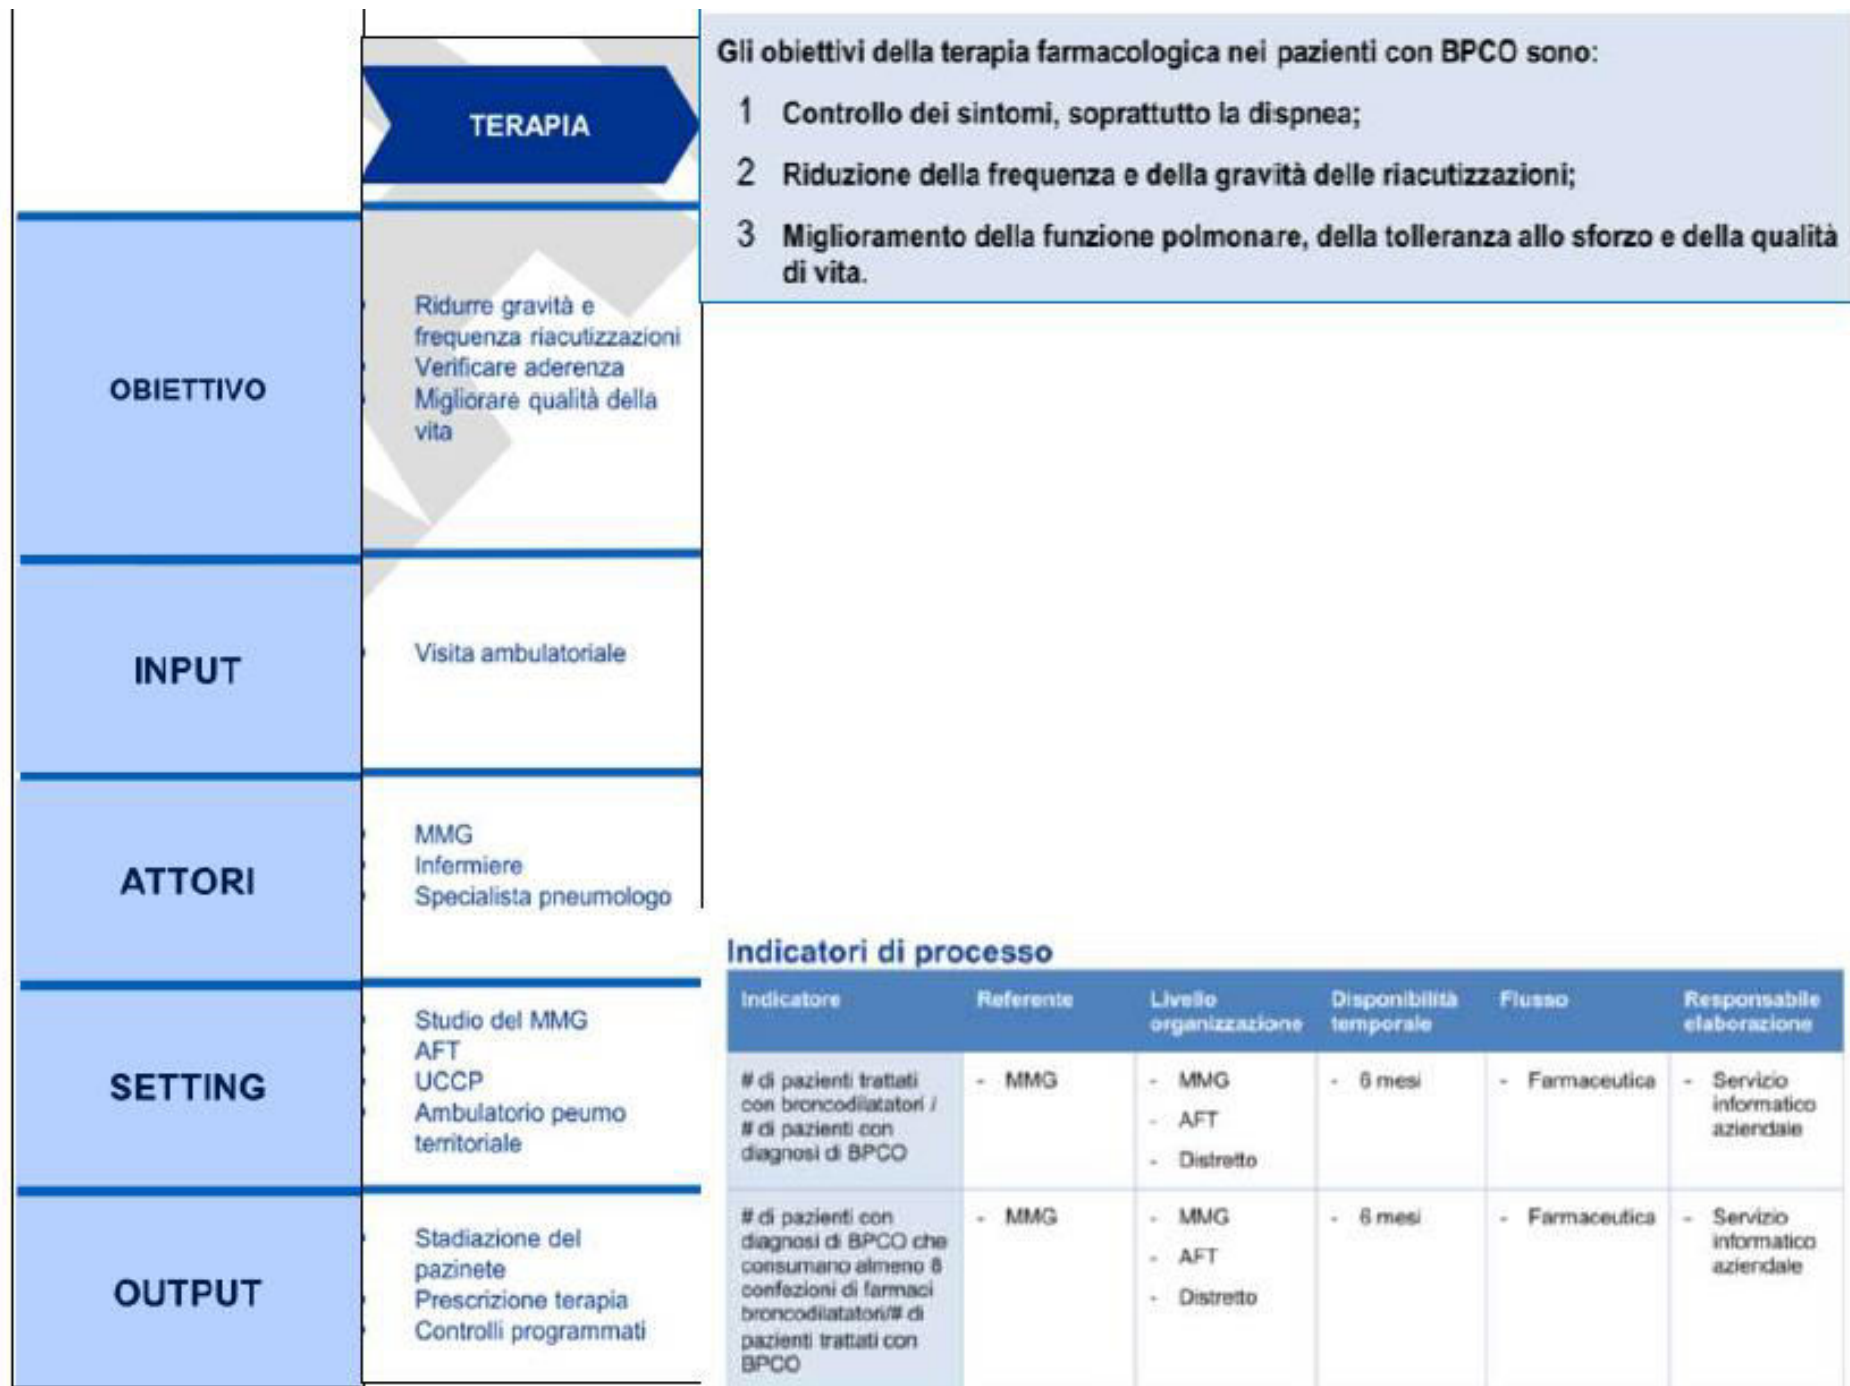 TERAPIA
Gli obiettivi della terapia farmacologica nei pazienti con BPCO sono:
1 Controllo dei sintomi, soprattutto la dispnea;
2 Riduzione della frequenza e della gravità delle riacutizzazioni;
3 Miglioramento della funzione polmonare, della tolleranza allo sforzo e della qualità
di vita.
OBIETTIVO
Ridurre gravità e
frequenza riacutizzazioni
Verificare aderenza
Migliorare qualità della
vita
INPUT
Visita ambulatoriale
ATTORI
MMG
Infermiere
Specialista pneumologo
SETTING
Studio del MMG
AFT
UCCP
Ambulatorio peumo
territoriale
OUTPUT
Stadiazione del
pazinete
Prescrizione terapia
Controlli programmati
Indicatori di processo
Indicatore
Referente
Livello
organizzazione
Disponibilità
temporale
Flusso
Responsabile
elaborazione
# di pazienti trattati
con broncodilatatori /
# di pazienti con
diagnosi di BPCO
- MMG
- MMG
- AFT
- Distretto
- 6 mesi
- Farmaceutica
- Servizio
informatico
aziendale
# di pazienti con
diagnosi di BPCO che
consumano almeno 8
confezioni di farmaci
broncodilatatori/# di
pazienti trattati con
BPCO
- MMG
- MMG
- AFT
- Distretto
- 6 mesi
- Farmaceutica
- Servizio
informatico
aziendale